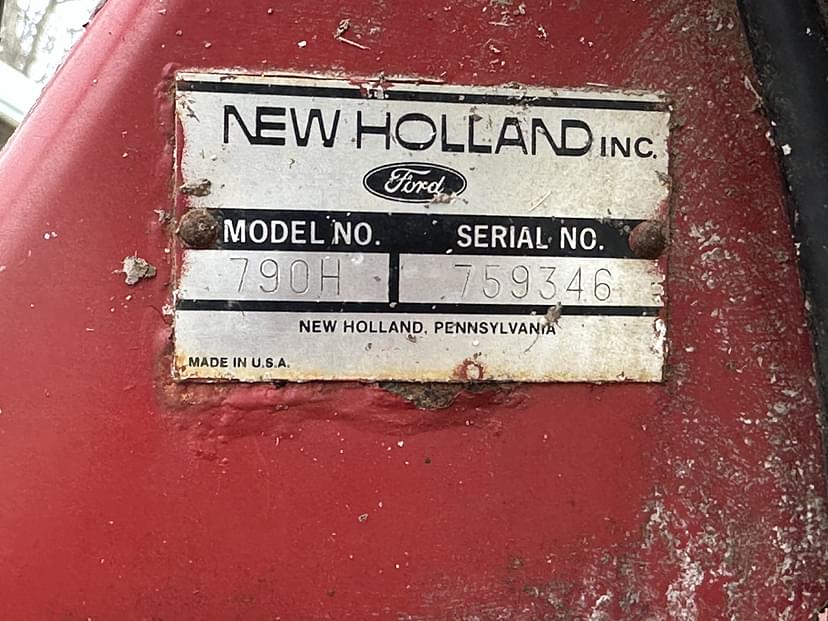 NEW HOLLAND INC.
Ford
MODEL NO. SERIAL NO.
790H 759346
NEW HOLLAND, PENNSYLVANIA
MADE IN U.S.A.